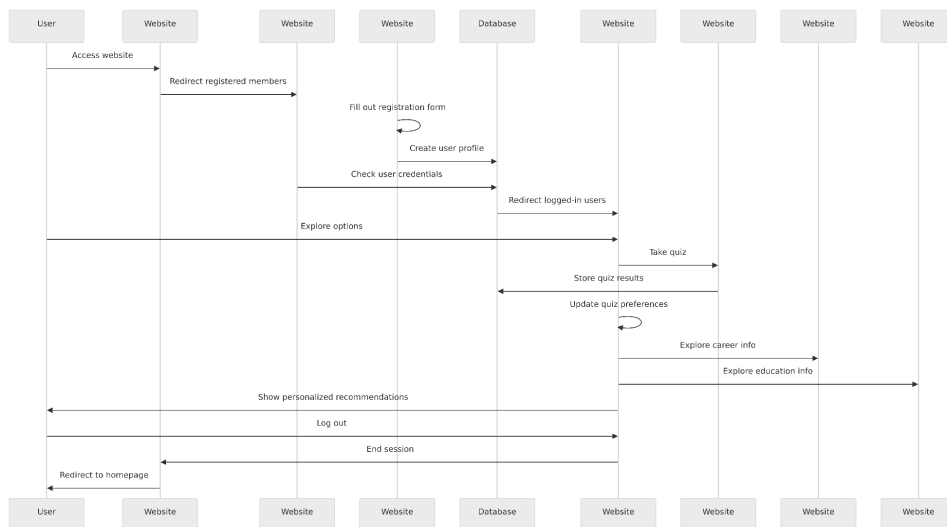 User
Website
Website
Website
Database
Website
Website
Website
Website
Access website
Redirect registered members
Fill out registration form
Create user profile
Check user credentials
Redirect logged-in users
Explore options
Take quiz
Store quiz results
Update quiz preferences
Explore career info
Explore education info
Show personalized recommendations
Log out
End session
Redirect to homepage
User
Website
Website
Website
Database
Website
Website
Website
Website